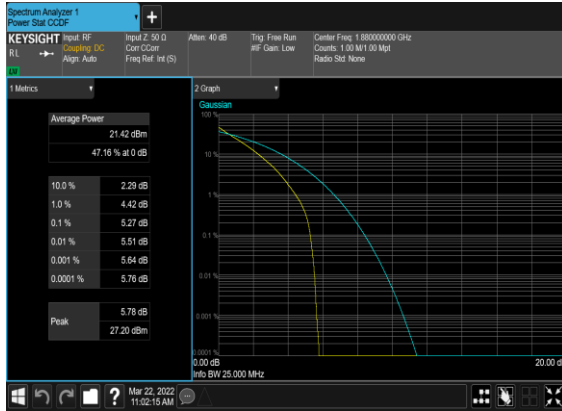 Spectrum Analyzer 1
Power Stat CCDF
+
KEYSIGHT
RL
LU
Input: RF
Coupling: DC
Align: Auto
Input Z: 50 Ω
Corr CCorr
Freq Ref: Int (S)
Atten: 40 dB
Trig: Free Run
#IF Gain: Low
Center Freq: 1.880000000 GHz
Counts: 1.00 M/1.00 Mpt
Radio Std: None
1 Metrics
Average Power
21.42 dBm
47.16 % at 0 dB
10.0 % 2.29 dB
1.0 % 4.42 dB
0.1 % 5.27 dB
0.01 % 5.51 dB
0.001 % 5.64 dB
0.0001 % 5.76 dB
Peak
5.78 dB
27.20 dBm
2 Graph
Gaussian
100 %
10 %
1 %
0.1 %
0.01 %
0.001 %
0.0001 %
0.00 dB
20.00 d
Info BW 25.000 MHz
?
Mar 22, 2022
11:02:15 AM